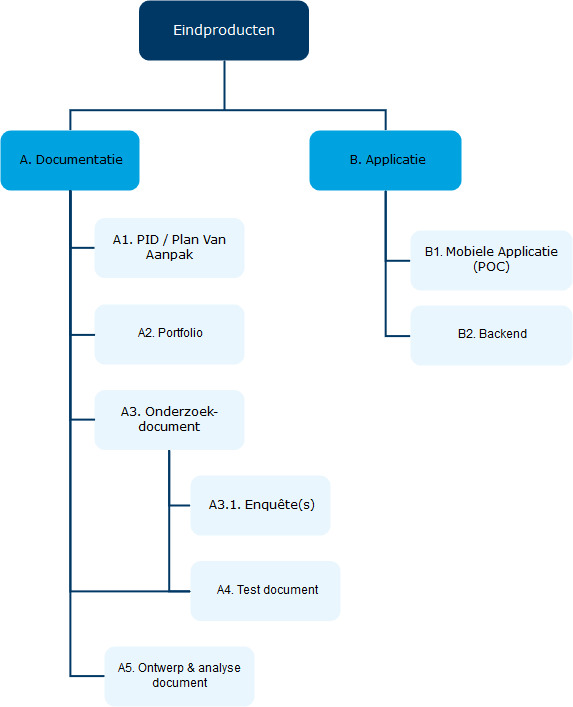 Eindproducten
A. Documentatie
B. Applicatie
A1. PID / Plan Van
Aanpak
B1. Mobiele Applicatie
(POC)
A2. Portfolio
B2. Backend
A3. Onderzoek-
document
A3.1. Enquête(s)
A4. Test document
A5. Ontwerp & analyse
document